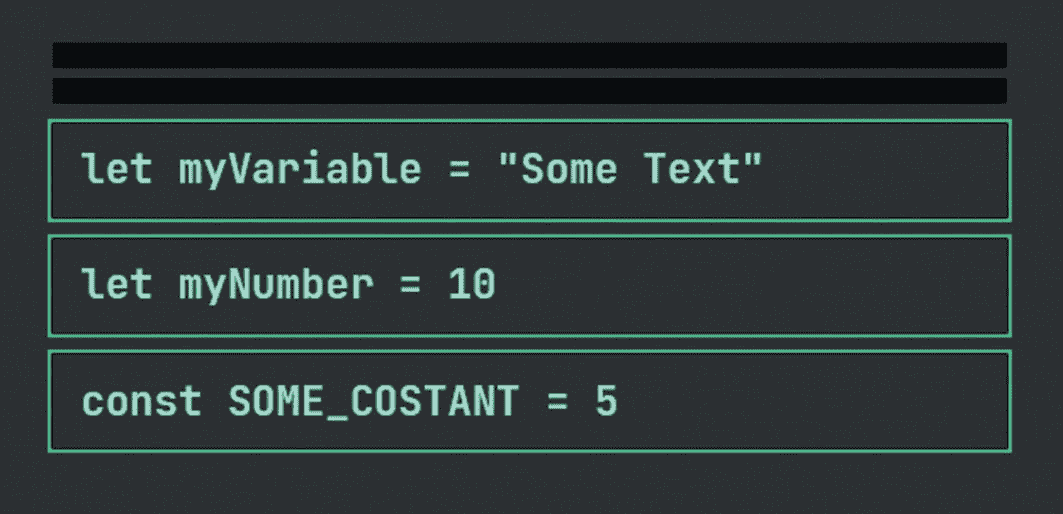 let myVariable = "Some Text"
let myNumber = 10
const SOME_COSTANT = 5